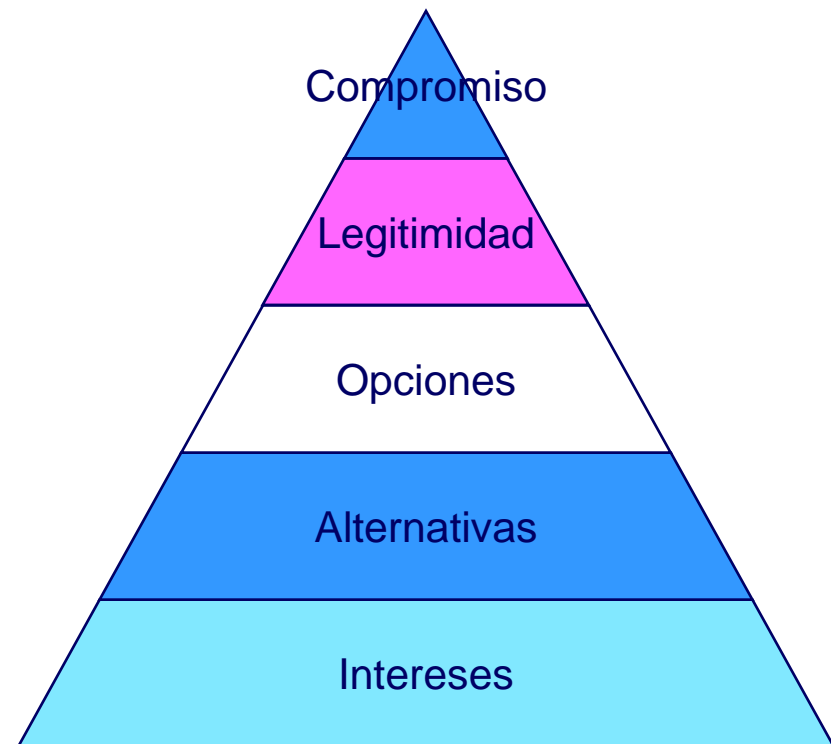 Compromiso
Legitimidad
Opciones
Alternativas
Intereses